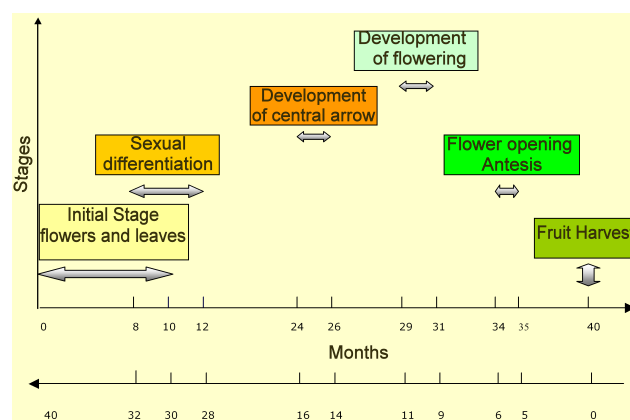 Development
of flowering
Development
of central arrow
Sexual
differentiation
Flower opening
Antesis
Initial Stage
flowers and leaves
Fruit Harves
Stages
0 8 10 12 24 26 29 31 34 35 40
Months
40 32 30 28 16 14 11 9 6 5 0